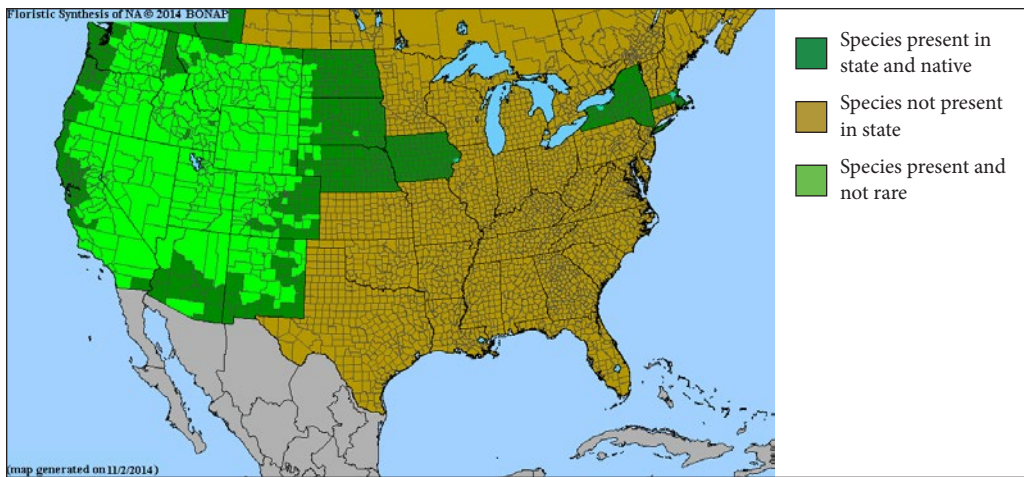 Floristic Synthesis of NA © 2014 BONAP
Species present in
state and native
Species not present
in state
Species present and
not rare
(map generated on 11/2/2014)